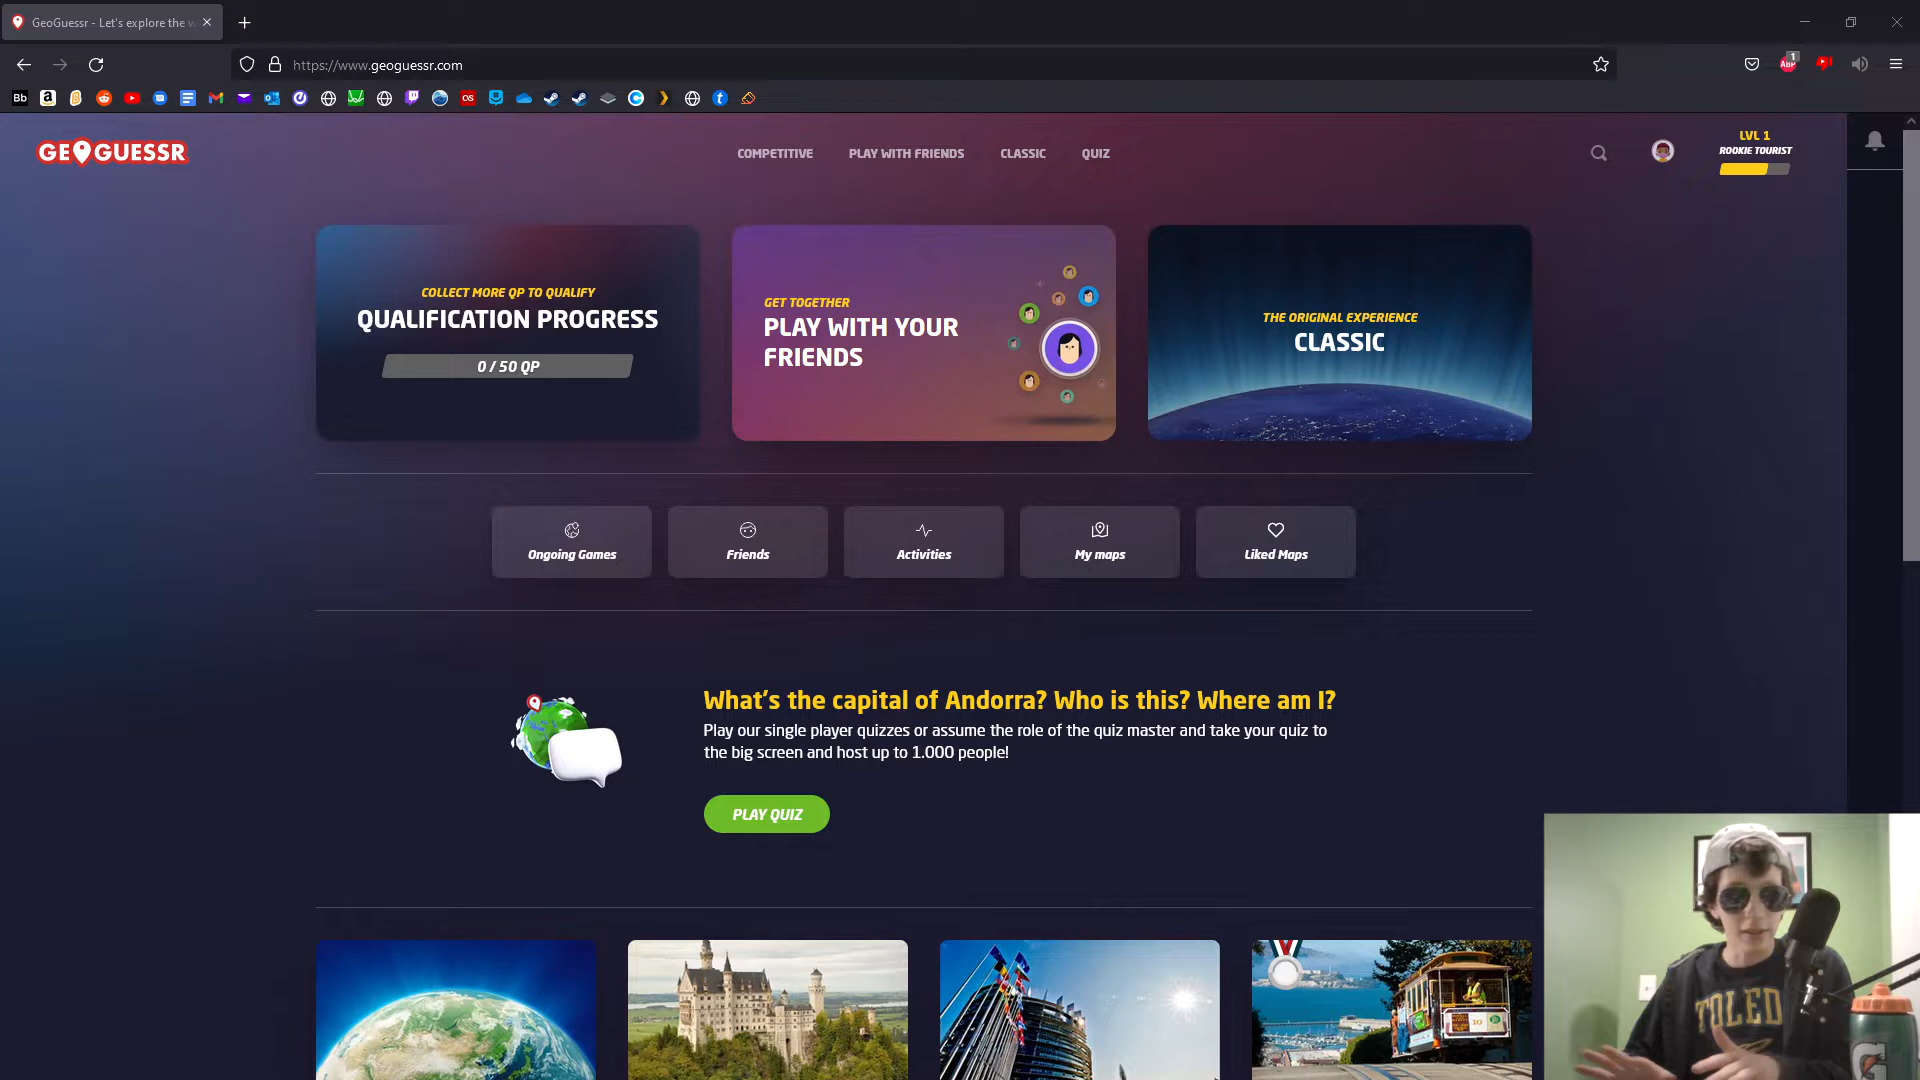 GeoGuessr - Let's explore the w
https://www.geoguessr.com
1
ABP
Bb
a
OS
GEOGUESSR
COMPETITIVE
PLAY WITH FRIENDS
CLASSIC
QUIZ
LVL 1
ROOKIE TOURIST
COLLECT MORE QP TO QUALIFY
QUALIFICATION PROGRESS
0 / 50 QP
GET TOGETHER
PLAY WITH YOUR
FRIENDS
THE ORIGINAL EXPERIENCE
CLASSIC
Ongoing Games
Friends
Activities
My maps
Liked Maps
What's the capital of Andorra? Who is this? Where am I?
Play our single player quizzes or assume the role of the quiz master and take your quiz to
the big screen and host up to 1.000 people!
PLAY QUIZ
TOLED
G